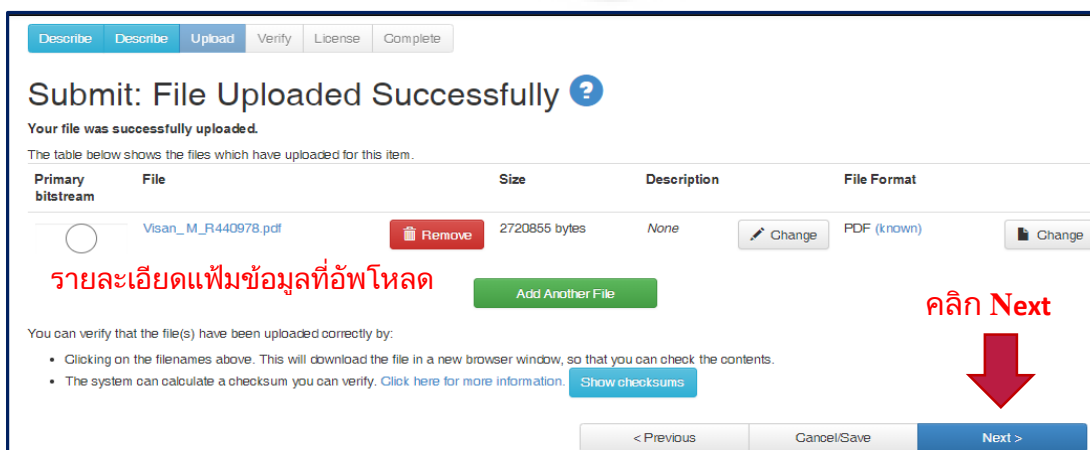 Describe Describe Upload Verify License Complete
Submit: File Uploaded Successfully ?
Your file was successfully uploaded.
The table below shows the files which have uploaded for this item.
Primary bitstream File Size Description File Format
Visan_M_R440978.pdf Remove 2720855 bytes None Change PDF (known) Change
รายละเอียดแฟ้มข้อมูลที่อัพโหลด
Add Another File
คลิก Next
You can verify that the file(s) have been uploaded correctly by:
Clicking on the filenames above. This will download the file in a new browser window, so that you can check the contents.
The system can calculate a checksum you can verify. Click here for more information. Show checksums
< Previous Cancel/Save Next >